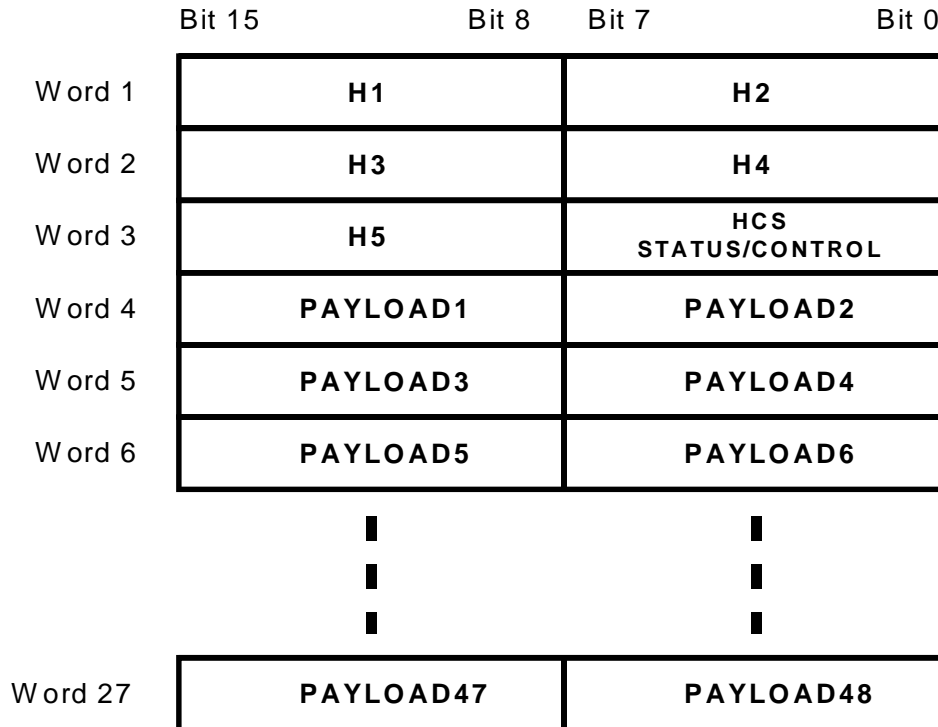 Bit 15 Bit 8 Bit 7 Bit 0
Word 1 H1 H2
Word 2 H3 H4
Word 3 H5 HCS
STATUS/CONTROL
Word 4 PAYLOAD1 PAYLOAD2
Word 5 PAYLOAD3 PAYLOAD4
Word 6 PAYLOAD5 PAYLOAD6
Word 27 PAYLOAD47 PAYLOAD48